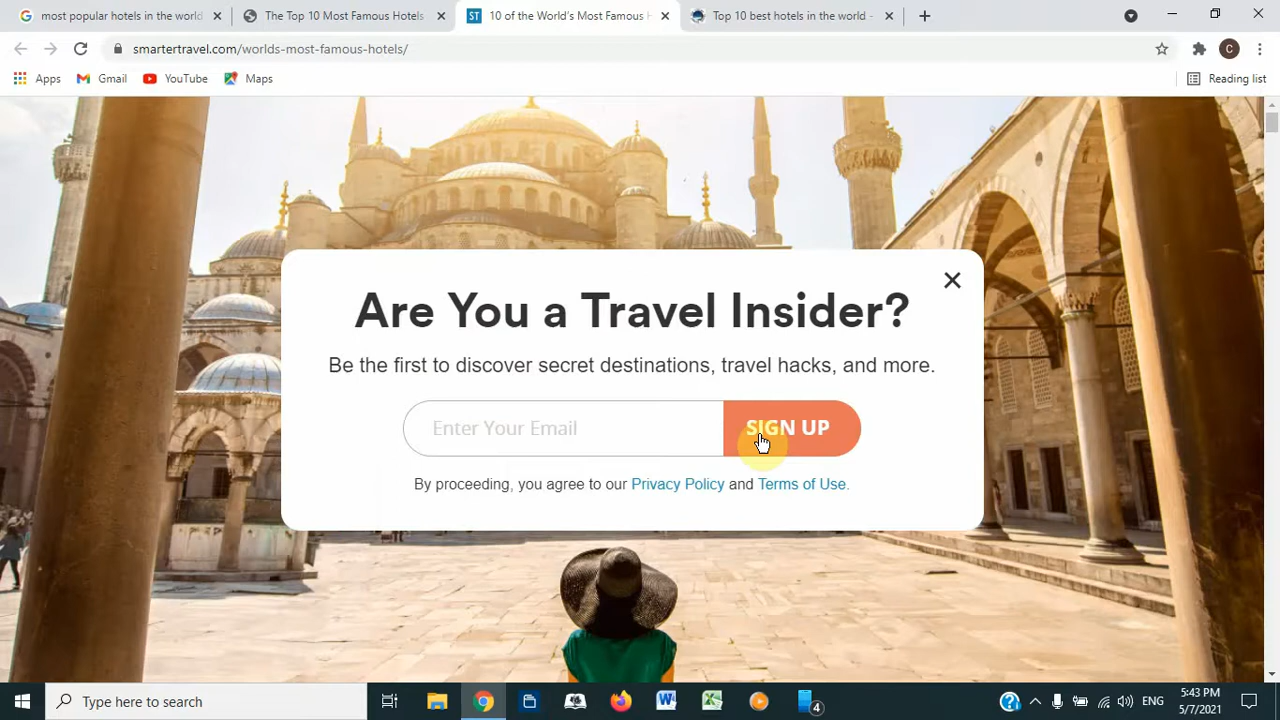 most popular hotels in the world
The Top 10 Most Famous Hotels
ST 10 of the World's Most Famous H
Top 10 best hotels in the world -
smartertravel.com/worlds-most-famous-hotels/
C
Apps Gmail YouTube Maps Reading list
Are You a Travel Insider?
Be the first to discover secret destinations, travel hacks, and more.
Enter Your Email SIGN UP
By proceeding, you agree to our Privacy Policy and Terms of Use.
Type here to search
4
ENG
5:43 PM
5/7/2021